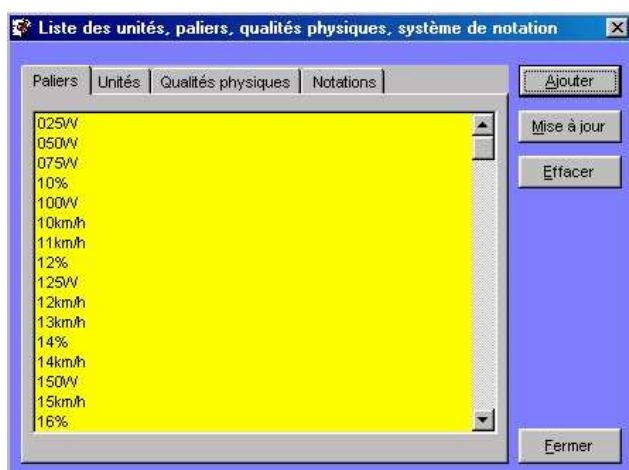 Liste des unités, paliers, qualités physiques, système de notation
Paliers Unités Qualités physiques Notations
025W
050W
075W
10%
100W
10km/h
11km/h
12%
125W
12km/h
13km/h
14%
14km/h
150W
15km/h
16%
Ajouter
Mise à jour
Effacer
Fermer